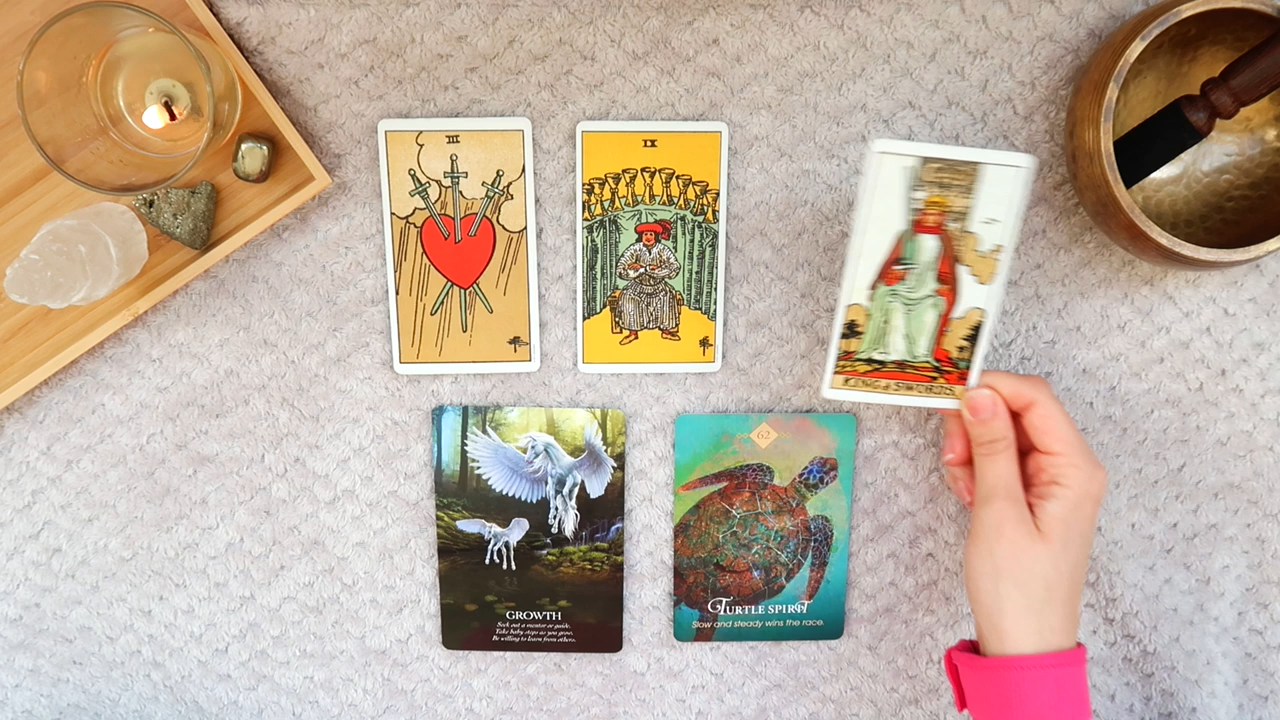 III
IX
KING of SWORDS.
GROWTH
Seek out a mentor or guide.
Take baby steps as you grow.
Be willing to learn from others.
62
TURTLE SPIRIT
Slow and steady wins the race.